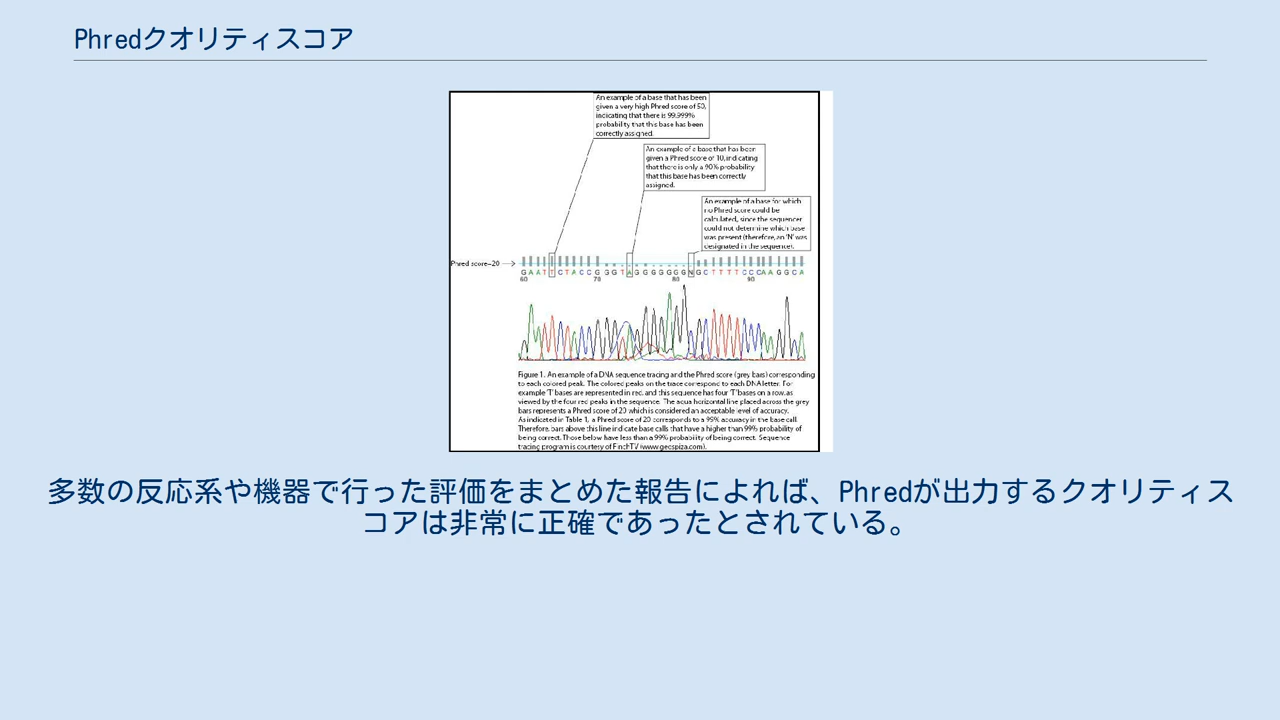 Phredクオリティスコア
An example of a base that has been
given a very high Phred score of 50,
indicating that there is 99.999%
probability that this base has been
correctly assigned.
An example of a base that has been
given a Phred score of 10, indicating
that there is only a 90% probability
that this base has been correctly
assigned.
An example of a base for which
no Phred score could be
calculated, since the sequencer
could not determine which base
was present (therefore, an 'N' was
designated in the sequence).
Phred score=20
GAATTCTACCGGGTAGGGGGGGNGCTTTTCCCAAGGCA
60 70 80 90
Figure 1. An example of a DNA sequence tracing and the Phred score (grey bars) corresponding
to each colored peak. The colored peaks on the trace correspond to each DNA letter. For
example 'T' bases are represented in red, and this sequence has four 'T' bases on a row, as
viewed by the four red peaks in the sequence. The aqua horizontal line placed across the grey
bars represents a Phred score of 20 which is considered an acceptable level of accuracy.
As indicated in Table 1, a Phred score of 20 corresponds to a 99% accuracy in the base call.
Therefore, bars above this line indicate base calls that have a higher than 99% probability of
being correct. Those below have less than a 99% probability of being correct. Sequence
tracing program is courtesy of FinchTV (www.geospiza.com).
多数の反応系や機器で行った評価をまとめた報告によれば、Phredが出力するクオリティス
コアは非常に正確であったとされている。